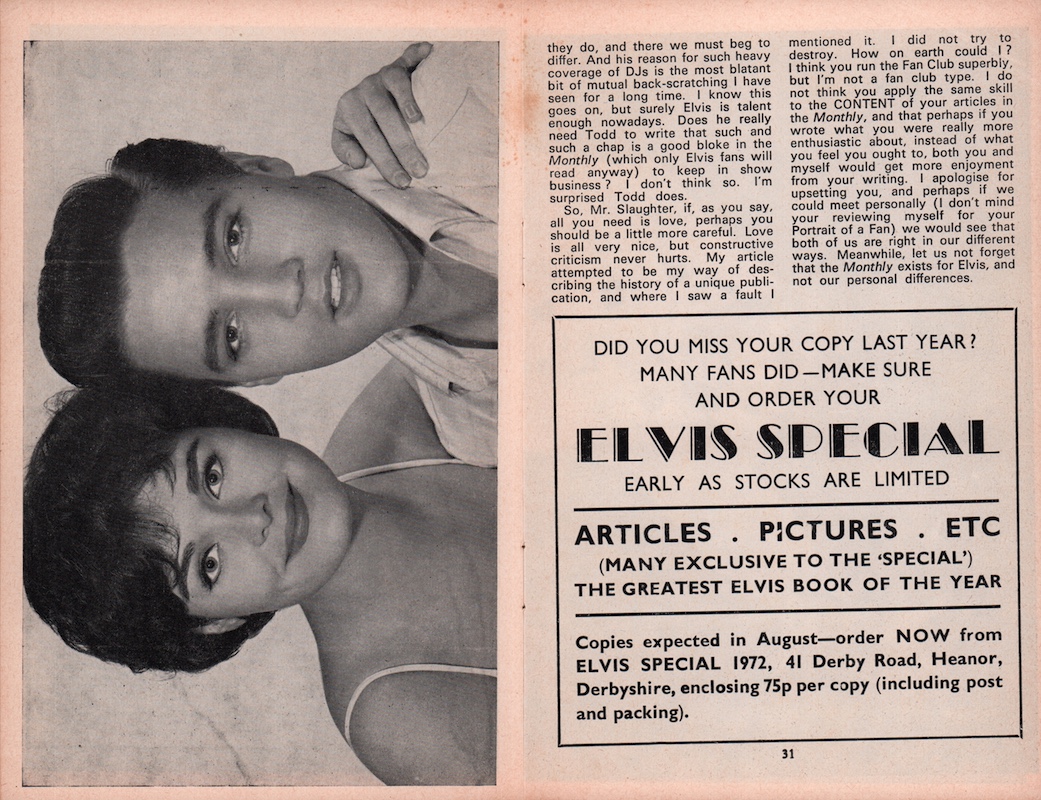 they do, and there we must beg to
differ. And his reason for such heavy
coverage of DJs is the most blatant
bit of mutual back-scratching I have
seen for a long time. I know this
goes on, but surely Elvis is talent
enough nowadays. Does he really
need Todd to write that such and
such a chap is a good bloke in the
Monthly (which only Elvis fans will
read anyway) to keep in show
business? I don't think so. I'm
surprised Todd does.
So, Mr. Slaughter, if, as you say,
all you need is love, perhaps you
should be a little more careful. Love
is all very nice, but constructive
criticism never hurts. My article
attempted to be my way of des-
cribing the history of a unique publi-
cation, and where I saw a fault I
mentioned it. I did not try to
destroy. How on earth could I?
I think you run the Fan Club superbly,
but I'm not a fan club type. I do
not think you apply the same skill
to the CONTENT of your articles in
the Monthly, and that perhaps if you
wrote what you were really more
enthusiastic about, instead of what
you feel you ought to, both you and
myself would get more enjoyment
from your writing. I apologise for
upsetting you, and perhaps if we
could meet personally (I don't mind
your reviewing myself for your
Portrait of a Fan) we would see that
both of us are right in our different
ways. Meanwhile, let us not forget
that the Monthly exists for Elvis, and
not our personal differences.
DID YOU MISS YOUR COPY LAST YEAR?
MANY FANS DID—MAKE SURE
AND ORDER YOUR
ELVIS SPECIAL
EARLY AS STOCKS ARE LIMITED
ARTICLES . PICTURES . ETC
(MANY EXCLUSIVE TO THE 'SPECIAL')
THE GREATEST ELVIS BOOK OF THE YEAR
Copies expected in August—order NOW from
ELVIS SPECIAL 1972, 41 Derby Road, Heanor,
Derbyshire, enclosing 75p per copy (including post
and packing).
31